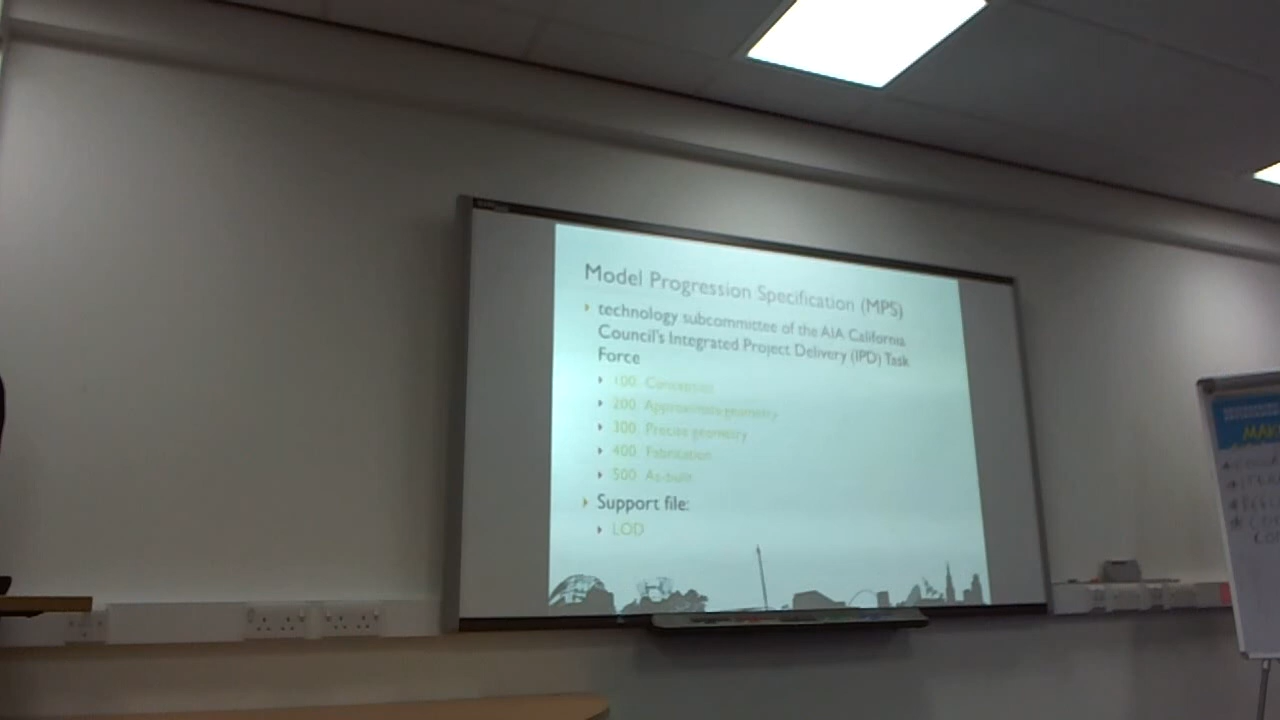 Model Progression Specification (MPS)
technology subcommittee of the AIA California
Council's Integrated Project Delivery (IPD) Task
Force
100 Conception
200 Approximate geometry
300 Precise geometry
400 Fabrication
500 As-built
Support file:
LOD